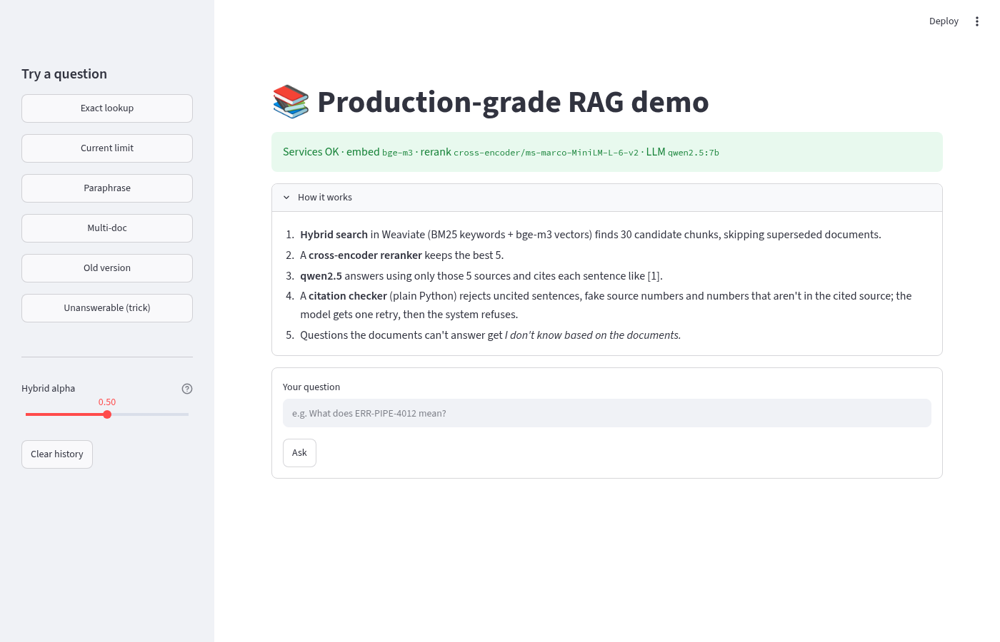 Deploy
Try a question
Exact lookup
Current limit
Paraphrase
Multi-doc
Old version
Unanswerable (trick)
Hybrid alpha
0.50
Clear history
📚 Production-grade RAG demo
Services OK · embed bge-m3 · rerank cross-encoder/ms-marco-MiniLM-L-6-v2 · LLM qwen2.5:7b
How it works
1. Hybrid search in Weaviate (BM25 keywords + bge-m3 vectors) finds 30 candidate chunks, skipping superseded documents.
2. A cross-encoder reranker keeps the best 5.
3. qwen2.5 answers using only those 5 sources and cites each sentence like [1].
4. A citation checker (plain Python) rejects uncited sentences, fake source numbers and numbers that aren't in the cited source; the
model gets one retry, then the system refuses.
5. Questions the documents can't answer get I don't know based on the documents.
Your question
e.g. What does ERR-PIPE-4012 mean?
Ask